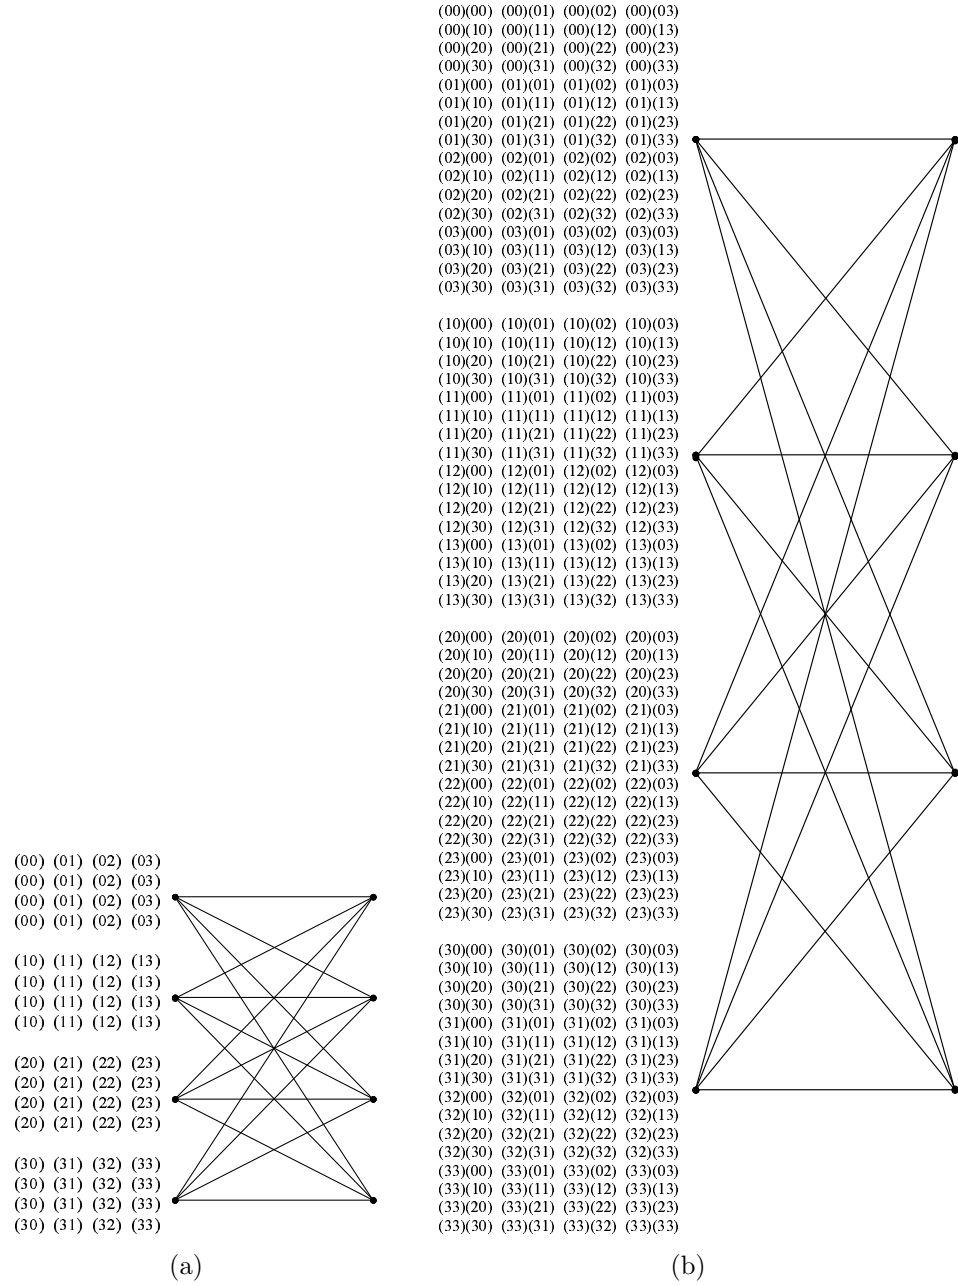 (00)(00) (00)(01) (00)(02) (00)(03)
(00)(10) (00)(11) (00)(12) (00)(13)
(00)(20) (00)(21) (00)(22) (00)(23)
(00)(30) (00)(31) (00)(32) (00)(33)
(01)(00) (01)(01) (01)(02) (01)(03)
(01)(10) (01)(11) (01)(12) (01)(13)
(01)(20) (01)(21) (01)(22) (01)(23)
(01)(30) (01)(31) (01)(32) (01)(33)
(02)(00) (02)(01) (02)(02) (02)(03)
(02)(10) (02)(11) (02)(12) (02)(13)
(02)(20) (02)(21) (02)(22) (02)(23)
(02)(30) (02)(31) (02)(32) (02)(33)
(03)(00) (03)(01) (03)(02) (03)(03)
(03)(10) (03)(11) (03)(12) (03)(13)
(03)(20) (03)(21) (03)(22) (03)(23)
(03)(30) (03)(31) (03)(32) (03)(33)
(10)(00) (10)(01) (10)(02) (10)(03)
(10)(10) (10)(11) (10)(12) (10)(13)
(10)(20) (10)(21) (10)(22) (10)(23)
(10)(30) (10)(31) (10)(32) (10)(33)
(11)(00) (11)(01) (11)(02) (11)(03)
(11)(10) (11)(11) (11)(12) (11)(13)
(11)(20) (11)(21) (11)(22) (11)(23)
(11)(30) (11)(31) (11)(32) (11)(33)
(12)(00) (12)(01) (12)(02) (12)(03)
(12)(10) (12)(11) (12)(12) (12)(13)
(12)(20) (12)(21) (12)(22) (12)(23)
(12)(30) (12)(31) (12)(32) (12)(33)
(13)(00) (13)(01) (13)(02) (13)(03)
(13)(10) (13)(11) (13)(12) (13)(13)
(13)(20) (13)(21) (13)(22) (13)(23)
(13)(30) (13)(31) (13)(32) (13)(33)
(20)(00) (20)(01) (20)(02) (20)(03)
(20)(10) (20)(11) (20)(12) (20)(13)
(20)(20) (20)(21) (20)(22) (20)(23)
(20)(30) (20)(31) (20)(32) (20)(33)
(21)(00) (21)(01) (21)(02) (21)(03)
(21)(10) (21)(11) (21)(12) (21)(13)
(21)(20) (21)(21) (21)(22) (21)(23)
(21)(30) (21)(31) (21)(32) (21)(33)
(22)(00) (22)(01) (22)(02) (22)(03)
(22)(10) (22)(11) (22)(12) (22)(13)
(22)(20) (22)(21) (22)(22) (22)(23)
(22)(30) (22)(31) (22)(32) (22)(33)
(23)(00) (23)(01) (23)(02) (23)(03)
(23)(10) (23)(11) (23)(12) (23)(13)
(23)(20) (23)(21) (23)(22) (23)(23)
(23)(30) (23)(31) (23)(32) (23)(33)
(30)(00) (30)(01) (30)(02) (30)(03)
(30)(10) (30)(11) (30)(12) (30)(13)
(30)(20) (30)(21) (30)(22) (30)(23)
(30)(30) (30)(31) (30)(32) (30)(33)
(31)(00) (31)(01) (31)(02) (31)(03)
(31)(10) (31)(11) (31)(12) (31)(13)
(31)(20) (31)(21) (31)(22) (31)(23)
(31)(30) (31)(31) (31)(32) (31)(33)
(32)(00) (32)(01) (32)(02) (32)(03)
(32)(10) (32)(11) (32)(12) (32)(13)
(32)(20) (32)(21) (32)(22) (32)(23)
(32)(30) (32)(31) (32)(32) (32)(33)
(33)(00) (33)(01) (33)(02) (33)(03)
(33)(10) (33)(11) (33)(12) (33)(13)
(33)(20) (33)(21) (33)(22) (33)(23)
(33)(30) (33)(31) (33)(32) (33)(33)
(00) (01) (02) (03)
(00) (01) (02) (03)
(00) (01) (02) (03)
(00) (01) (02) (03)
(10) (11) (12) (13)
(10) (11) (12) (13)
(10) (11) (12) (13)
(10) (11) (12) (13)
(20) (21) (22) (23)
(20) (21) (22) (23)
(20) (21) (22) (23)
(20) (21) (22) (23)
(30) (31) (32) (33)
(30) (31) (32) (33)
(30) (31) (32) (33)
(30) (31) (32) (33)
(a)
(b)